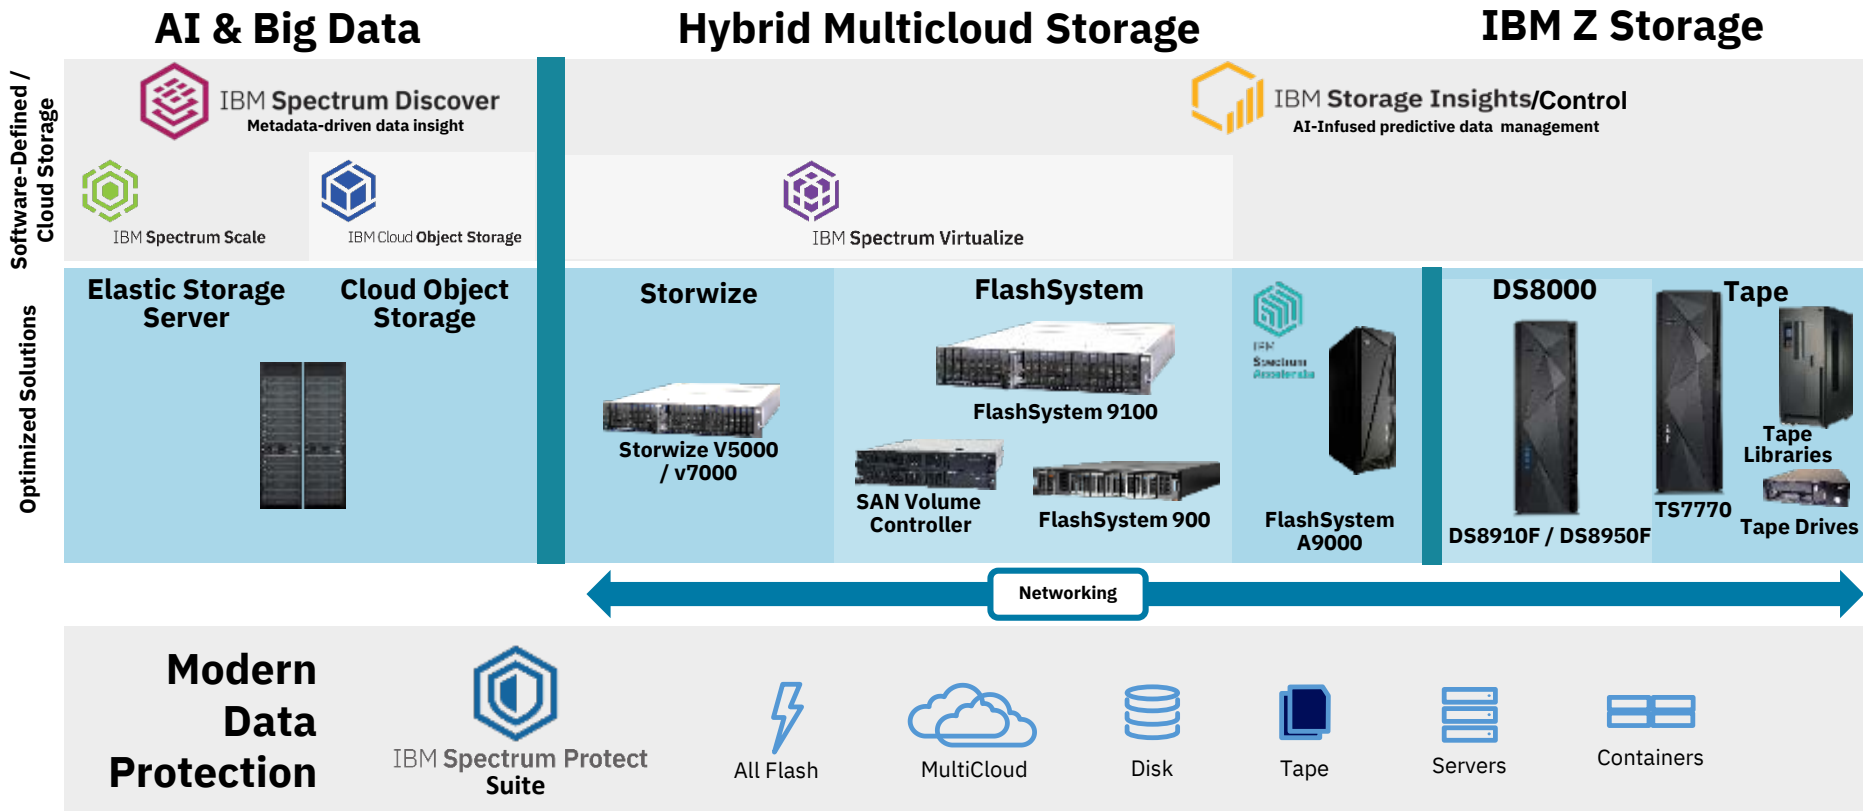 AI & Big Data
Hybrid Multicloud Storage
IBM Z Storage
Software-Defined /
Cloud Storage
IBM Spectrum Discover
Metadata-driven data insight
IBM Storage Insights/Control
AI-Infused predictive data management
IBM Spectrum Scale
IBM Cloud Object Storage
IBM Spectrum Virtualize
Optimized Solutions
Elastic Storage
Server
Cloud Object
Storage
Storwize
Storwize V5000
/ v7000
FlashSystem
FlashSystem 9100
SAN Volume
Controller
FlashSystem 900
IBM
Spectrum
Accelerate
FlashSystem
A9000
DS8000
DS8910F / DS8950F
Tape
TS7770
Tape
Libraries
Tape Drives
Networking
Modern
Data
Protection
IBM Spectrum Protect
Suite
All Flash
MultiCloud
Disk
Tape
Servers
Containers